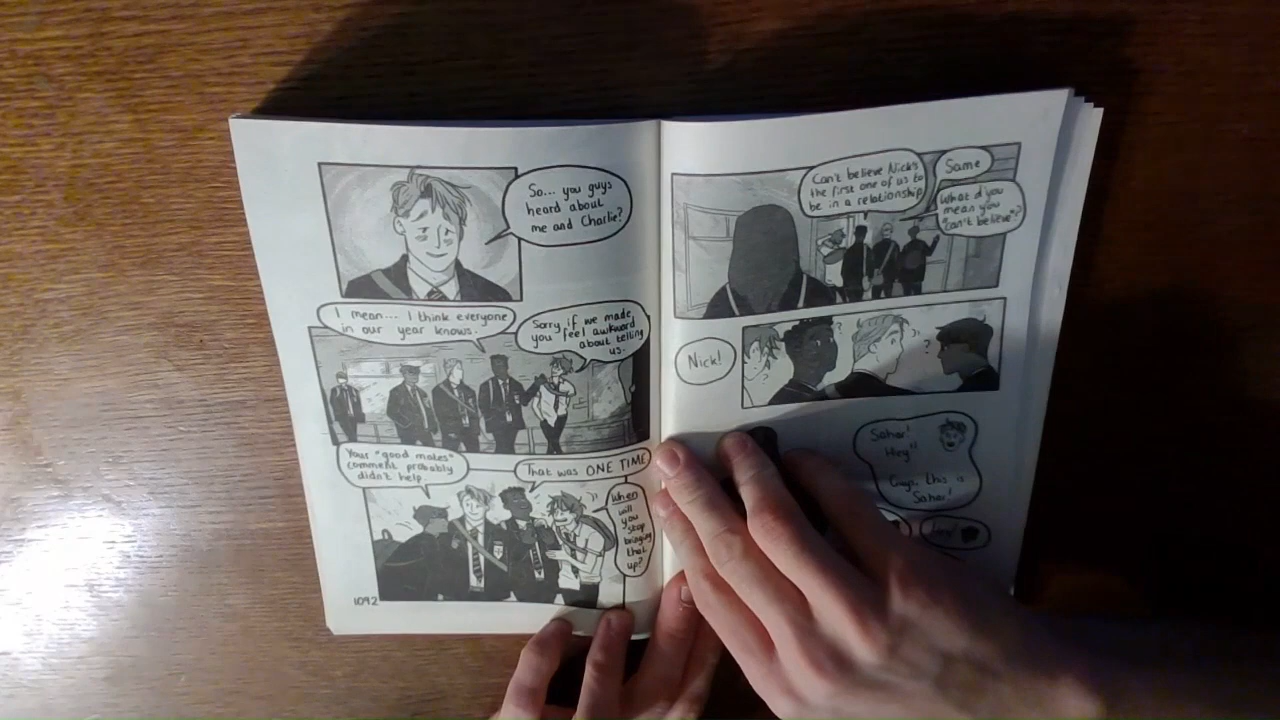 So... you guys
heard about
me and Charlie?
I mean... I think everyone
in our year knows.
Sorry if we made
you feel awkward
about telling
us.
Your "good mates"
comment probably
didn't help.
That was ONE TIME
When
will
you
stop
bringing
that
up?
1092
Can't believe Nick's
the first one of us to
be in a relationship
Same
What d'you
mean you
"can't believe"?
Nick!
?
?
Sahar!
Hey!
Guys, this is
Sahar!